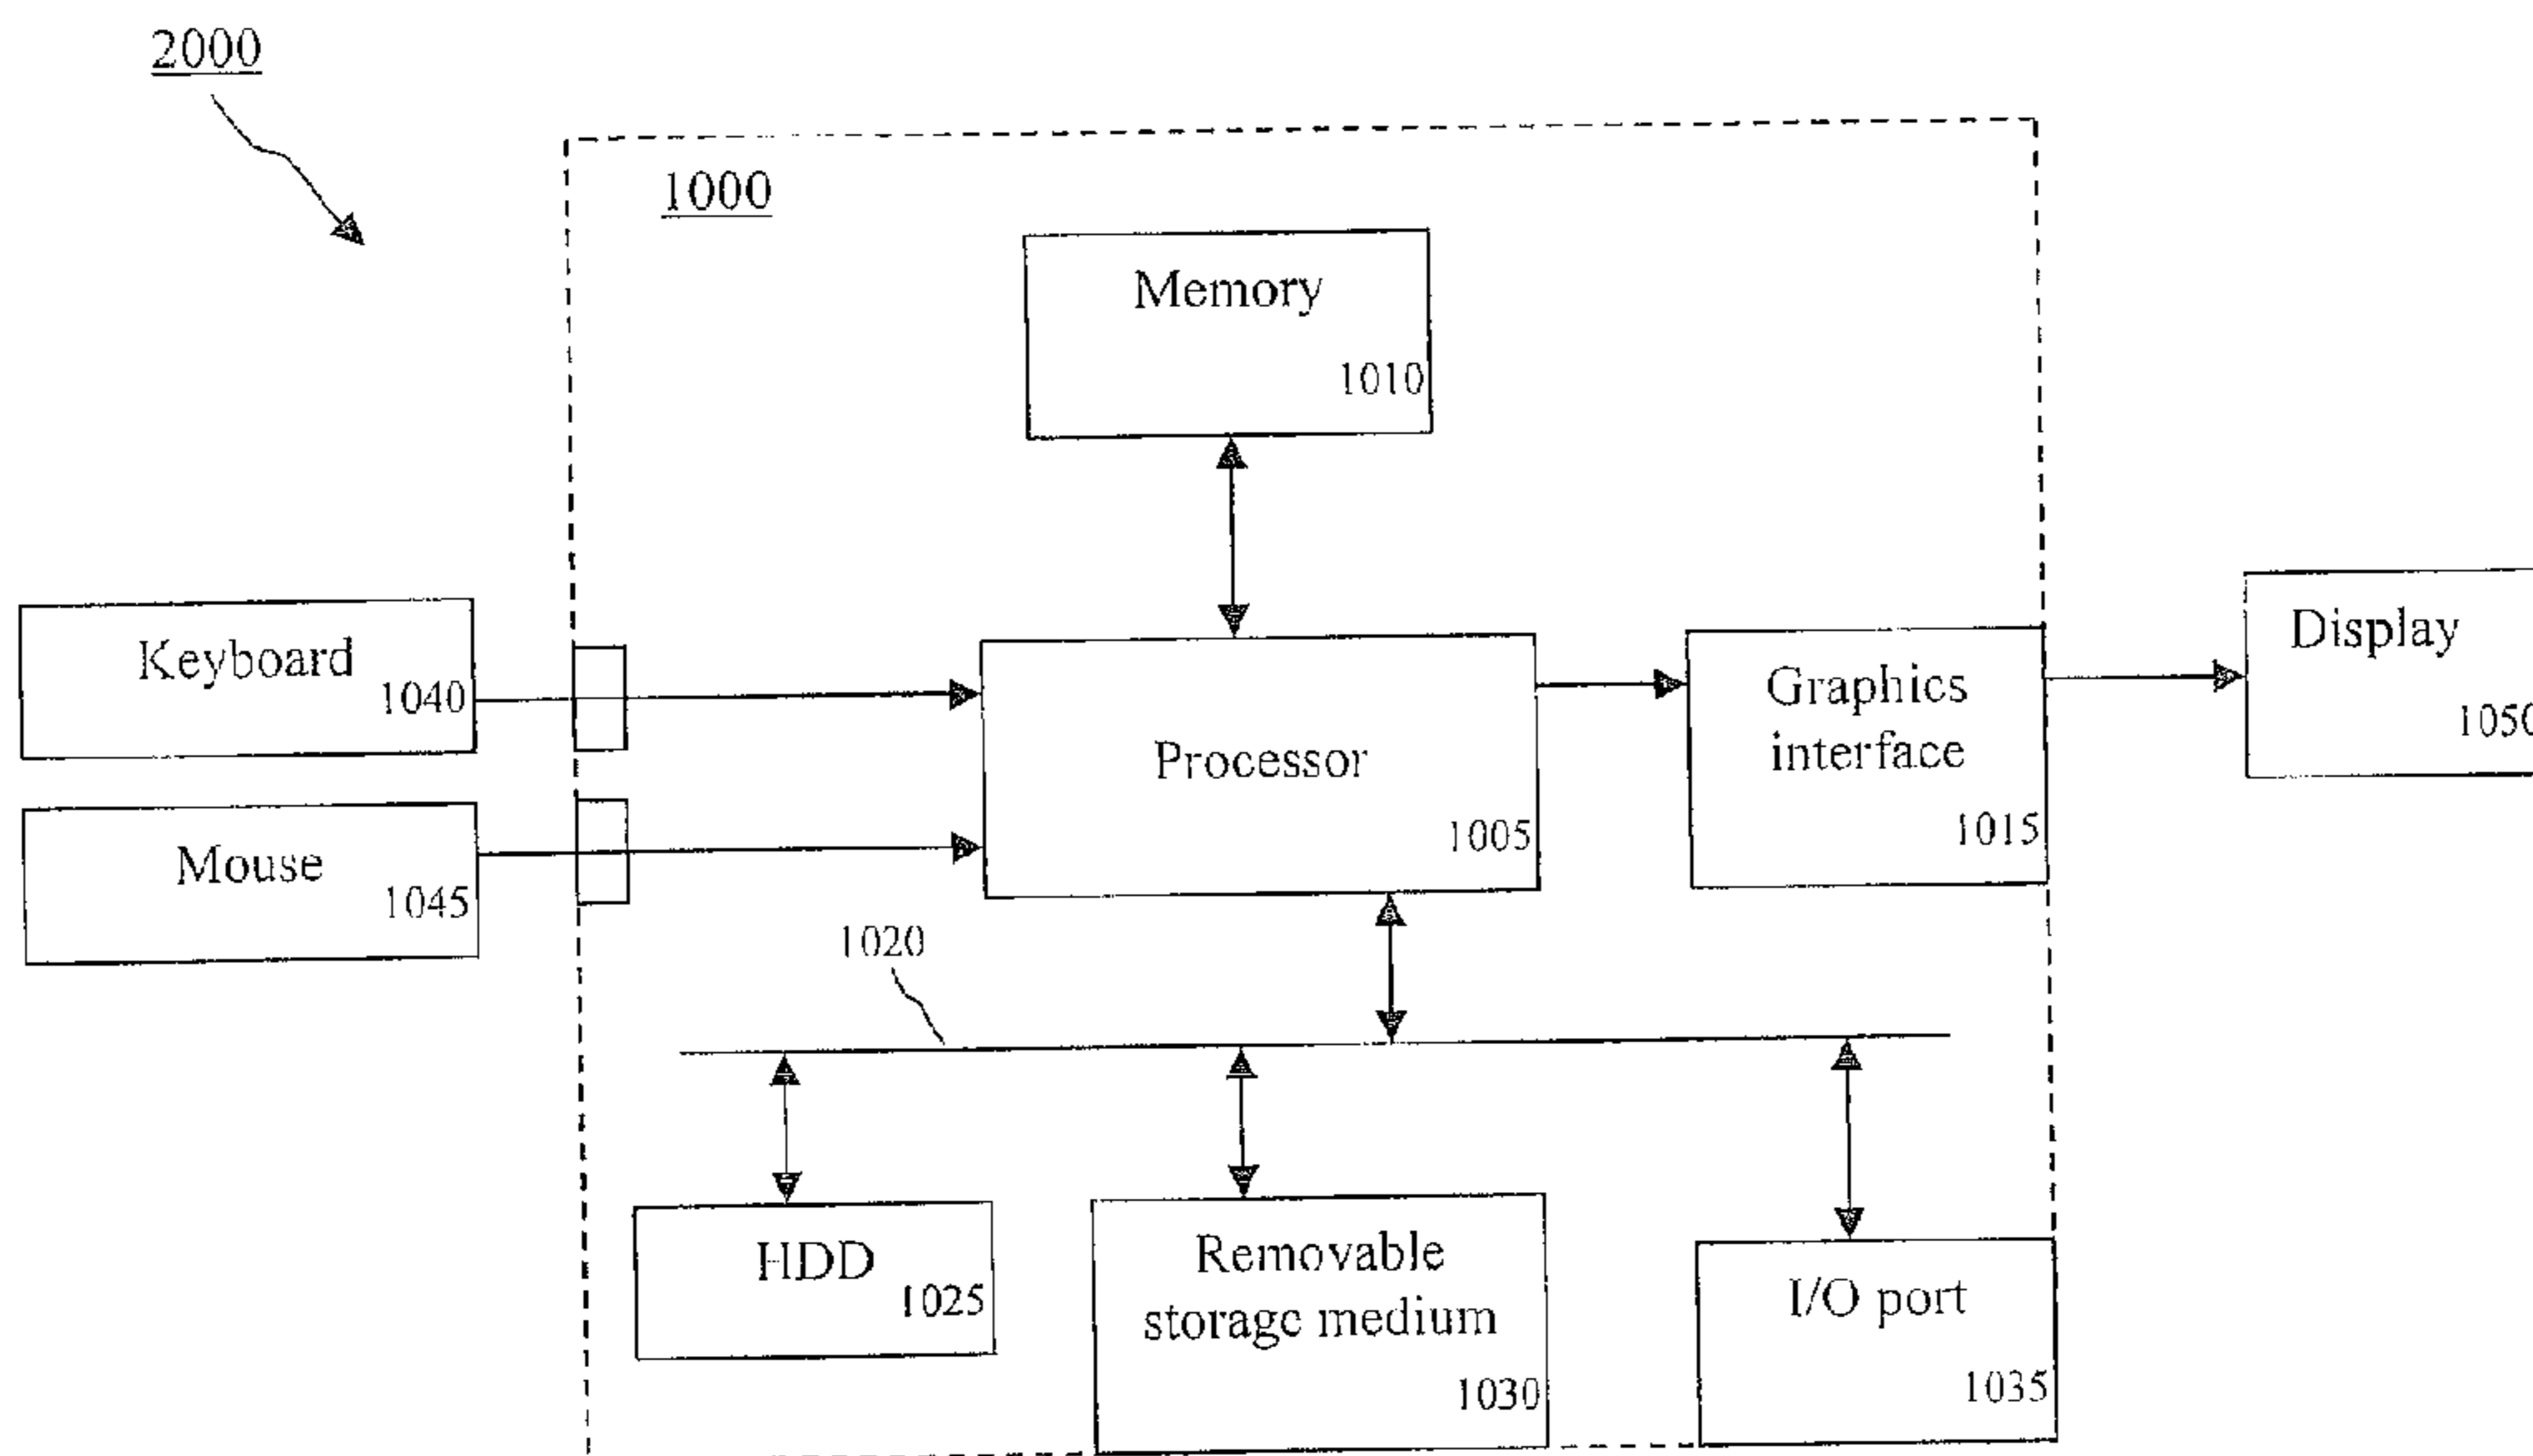 2000
1000
Memory
1010
Keyboard
1040
Processor
1005
Graphics
interface
1015
Display
1050
Mouse
1045
1020
HDD
1025
Removable
storage medium
1030
I/O port
1035